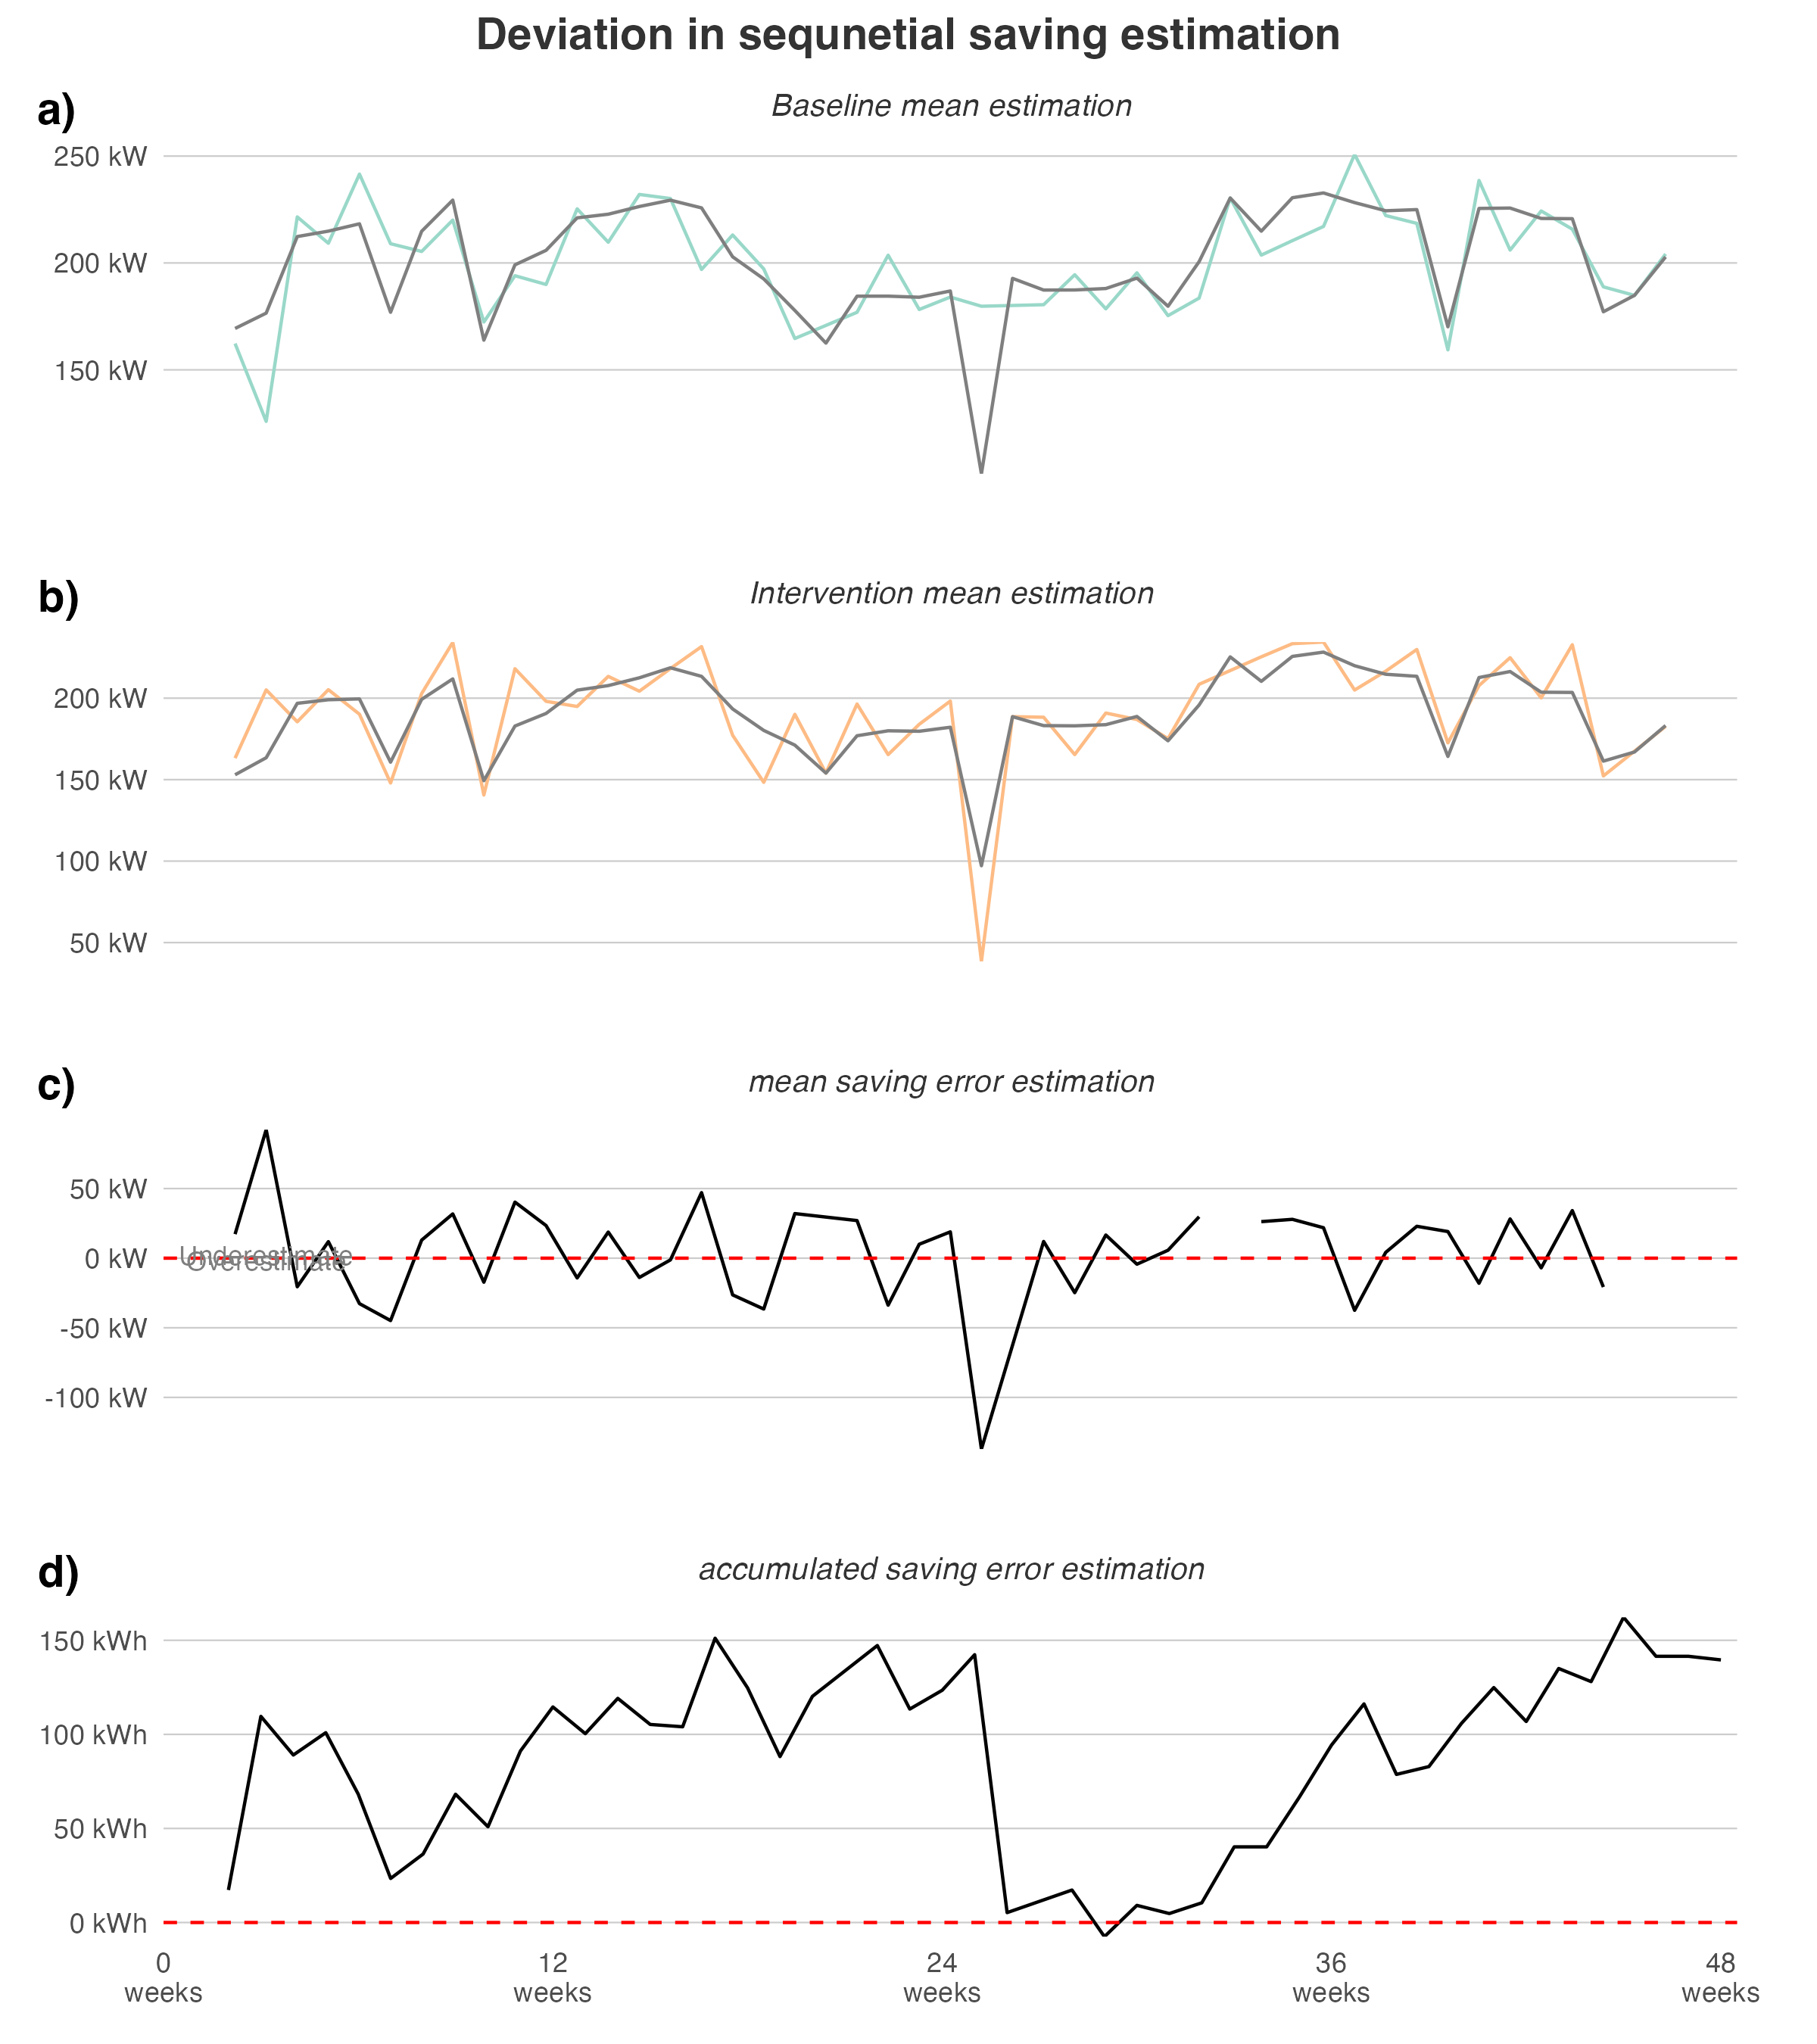 Deviation in sequnetial saving estimation
a)
Baseline mean estimation
250 kW
200 kW
150 kW
b)
Intervention mean estimation
200 kW
150 kW
100 kW
50 kW
c)
mean saving error estimation
50 kW
0 kW
Underestimate
Overestimate
-50 kW
-100 kW
d)
accumulated saving error estimation
150 kWh
100 kWh
50 kWh
0 kWh
0 12 24 36 48
weeks weeks weeks weeks weeks